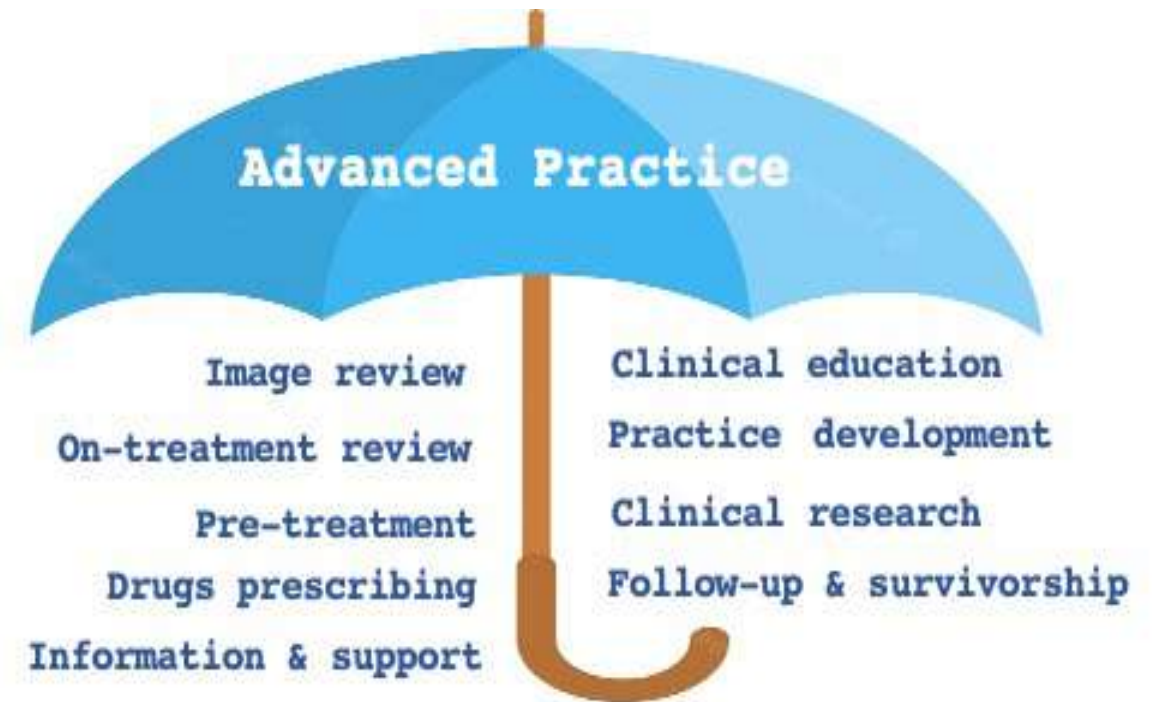 Advanced Practice
Image review
On-treatment review
Pre-treatment
Drugs prescribing
Information & support
Clinical education
Practice development
Clinical research
Follow-up & survivorship